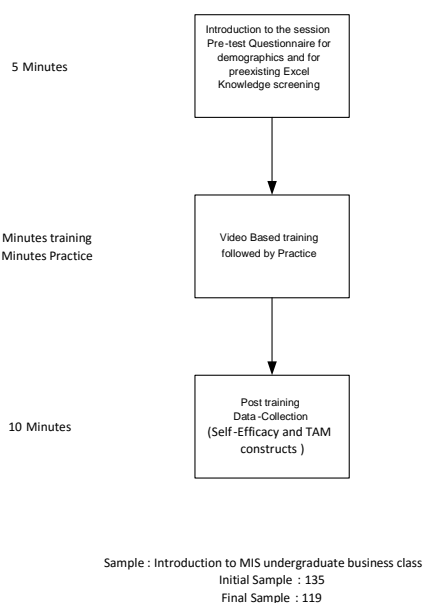 Introduction to the session
Pre-test Questionnaire for
demographics and for
preexisting Excel
Knowledge screening
5 Minutes
Minutes training
Minutes Practice
Video Based training
followed by Practice
Post training
Data-Collection
(Self-Efficacy and TAM
constructs )
10 Minutes
Sample : Introduction to MIS undergraduate business class
Initial Sample : 135
Final Sample : 119